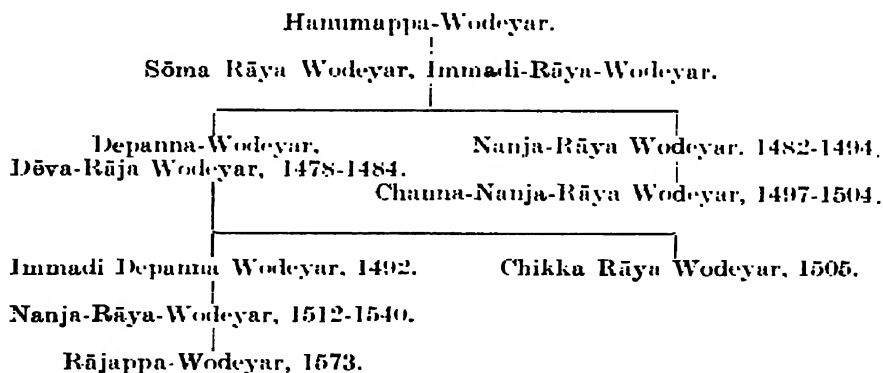 Hanumappa-Wodeyar.
Sōma Rāya Wodeyar, Immadi-Rāya-Wodeyar.
Depanna-Wodeyar, Nanja-Rāya Wodeyar. 1482-1494.
Dēva-Rāja Wodeyar, 1478-1484.
Channa-Nanja-Rāya Wodeyar, 1497-1504.
Immadi Depanna Wodeyar, 1492. Chikka Rāya Wodeyar, 1505.
Nanja-Rāya-Wodeyar, 1512-1540.
Rājappa-Wodeyar, 1573.